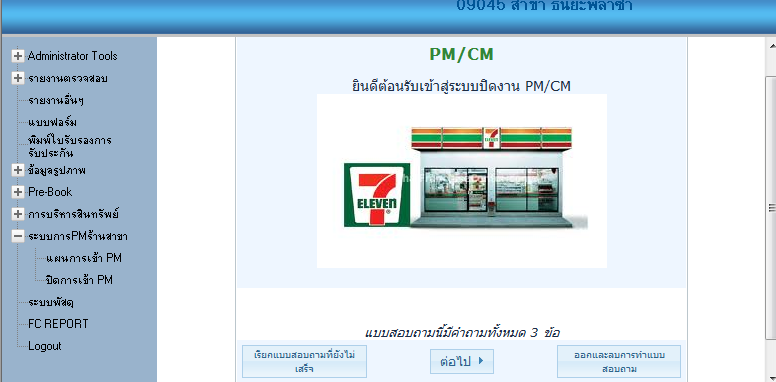 09045 สาขา ธนิยะพลาซ่า
Administrator Tools
รายงานตรวจสอบ
รายงานอื่นๆ
แบบฟอร์ม
พิมพ์ใบรับรองการ
รับประกัน
ข้อมูลรูปภาพ
Pre-Book
การบริหารสินทรัพย์
ระบบการPMร้านสาขา
แผนการเข้า PM
ปิดการเข้า PM
ระบบพัสดุ
FC REPORT
Logout
PM/CM
ยินดีต้อนรับเข้าสู่ระบบปิดงาน PM/CM
7
ELEVEN
แบบสอบถามนี้มีคำถามทั้งหมด 3 ข้อ
เรียกแบบสอบถามที่ยังไม่
เสร็จ
ต่อไป
ออกและลบการทำแบบ
สอบถาม